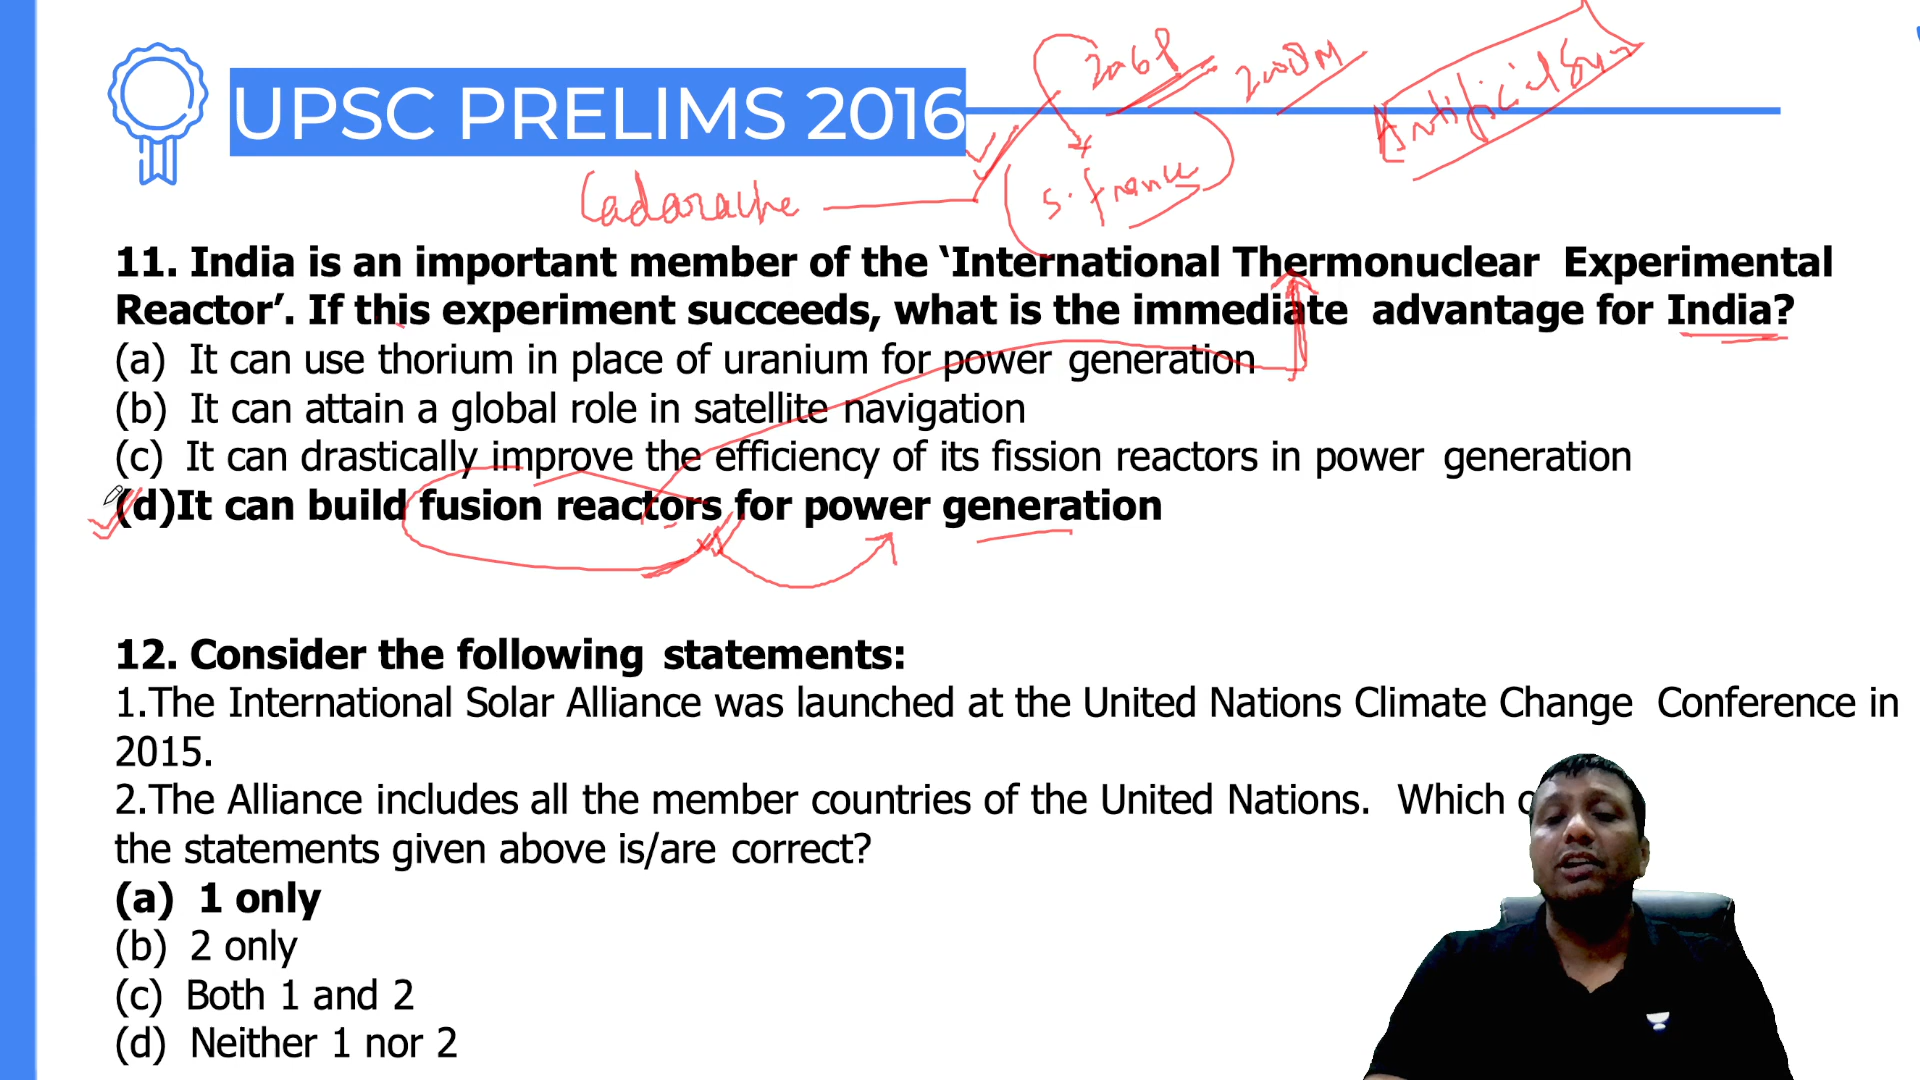 UPSC PRELIMS 2016
Artificial Sun
Cadarache
S. France
11. India is an important member of the ‘International Thermonuclear Experimental
Reactor’. If this experiment succeeds, what is the immediate advantage for India?
(a) It can use thorium in place of uranium for power generation
(b) It can attain a global role in satellite navigation
(c) It can drastically improve the efficiency of its fission reactors in power generation
(d)It can build fusion reactors for power generation
12. Consider the following statements:
1.The International Solar Alliance was launched at the United Nations Climate Change Conference in
2015.
2.The Alliance includes all the member countries of the United Nations. Which
the statements given above is/are correct?
(a) 1 only
(b) 2 only
(c) Both 1 and 2
(d) Neither 1 nor 2